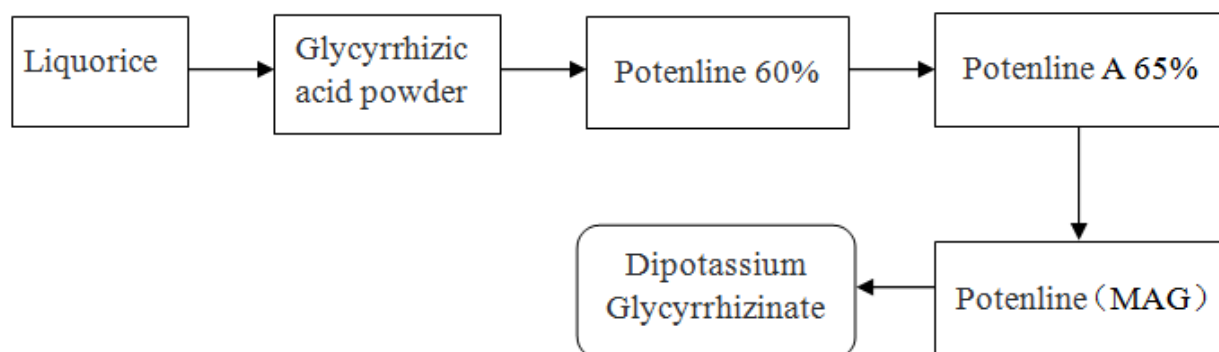 Liquorice
Glycyrrhizic
acid powder
Potenline 60%
Potenline A 65%
Potenline（MAG）
Dipotassium
Glycyrrhizinate